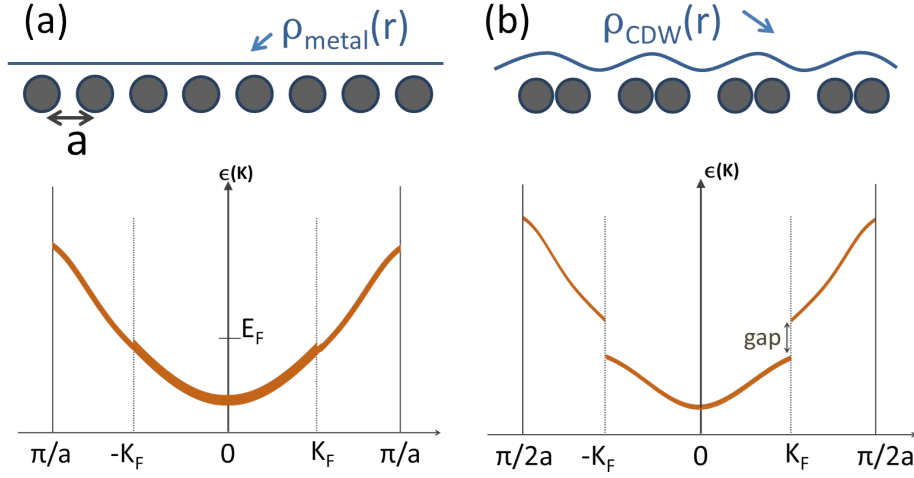 (a)
ρmetal(r)
a
ϵ(K)
EF
π/a
-KF
0
KF
π/a
(b)
ρCDW(r)
ϵ(K)
gap
π/2a
-KF
0
KF
π/2a